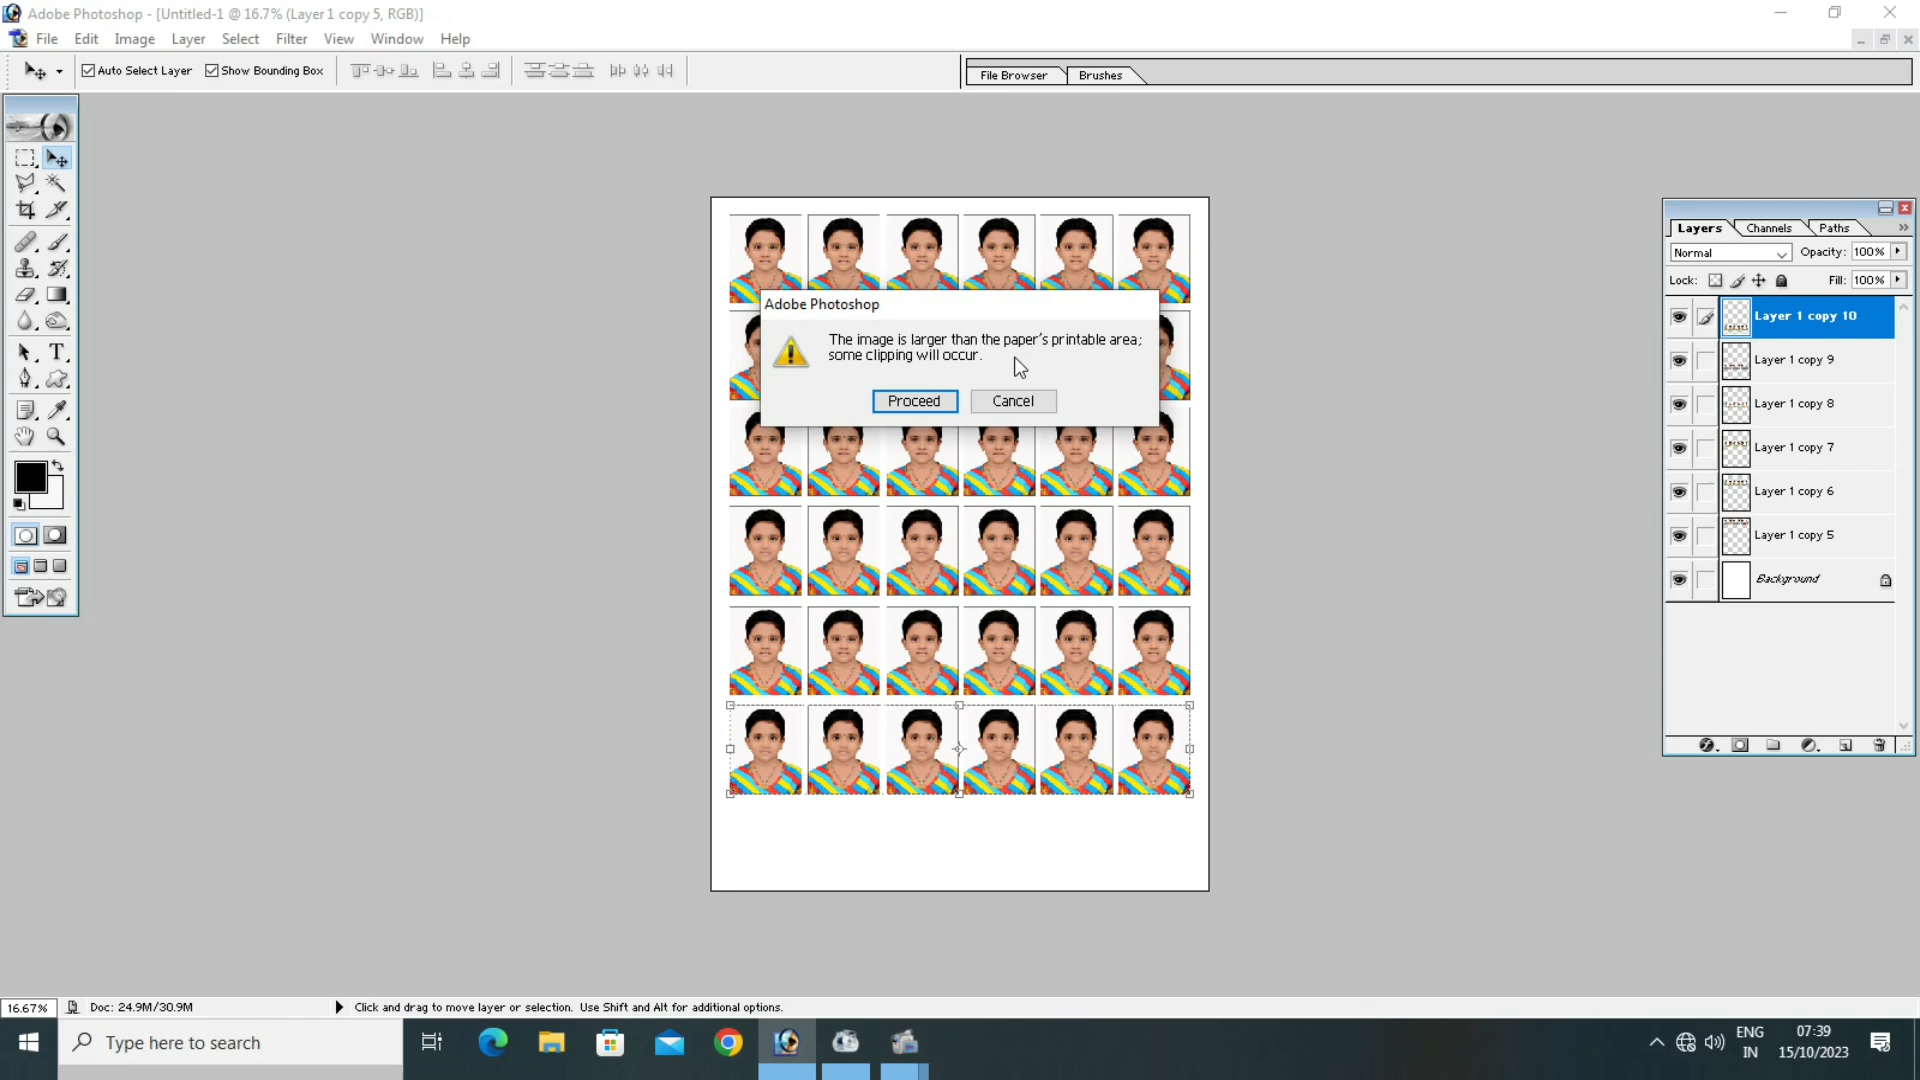 Adobe Photoshop - [Untitled-1 @ 16.7% (Layer 1 copy 5, RGB)]
File Edit Image Layer Select Filter View Window Help
Auto Select Layer Show Bounding Box
File Browser Brushes
Layers Channels Paths
Normal Opacity: 100%
Lock: Fill: 100%
Layer 1 copy 10
Layer 1 copy 9
Layer 1 copy 8
Layer 1 copy 7
Layer 1 copy 6
Layer 1 copy 5
Background
Adobe Photoshop
The image is larger than the paper's printable area;
some clipping will occur.
Proceed Cancel
16.67% Doc: 24.9M/30.9M Click and drag to move layer or selection. Use Shift and Alt for additional options.
Type here to search
ENG
IN
07:39
15/10/2023